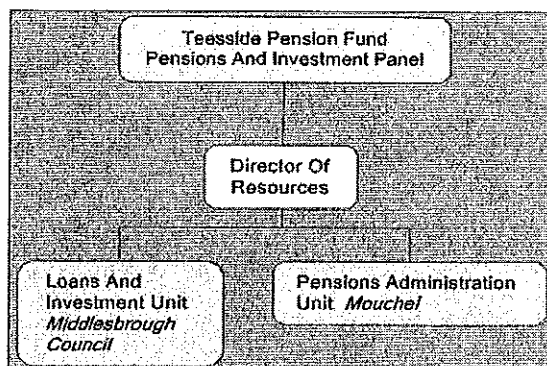 Teesside Pension Fund
Pensions And Investment Panel
Director Of
Resources
Loans And
Investment Unit
Middlesbrough
Council
Pensions Administration
Unit Mouchel